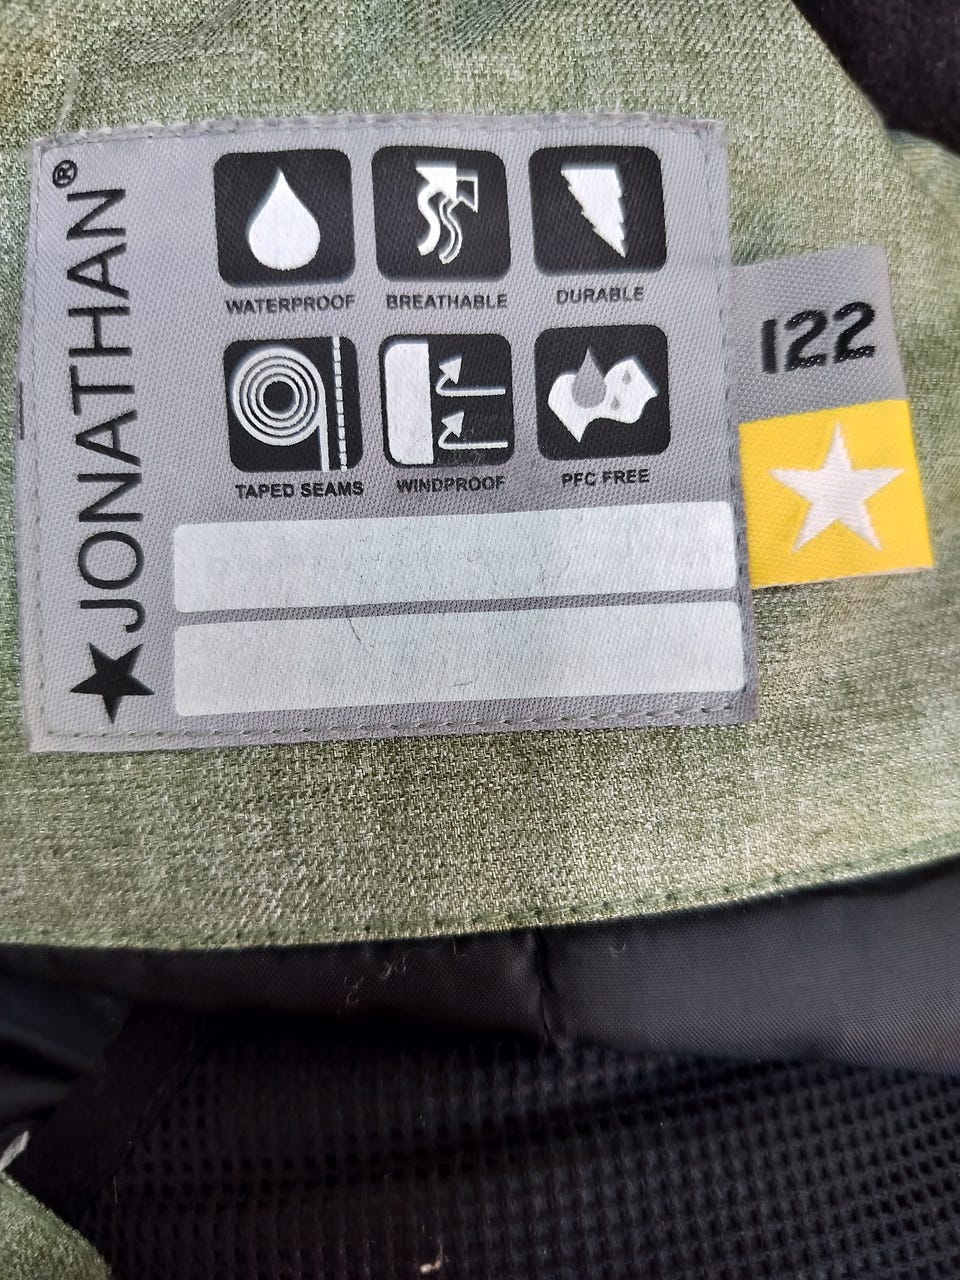 JONATHAN®
WATERPROOF BREATHABLE DURABLE
TAPED SEAMS WINDPROOF PFC FREE
122